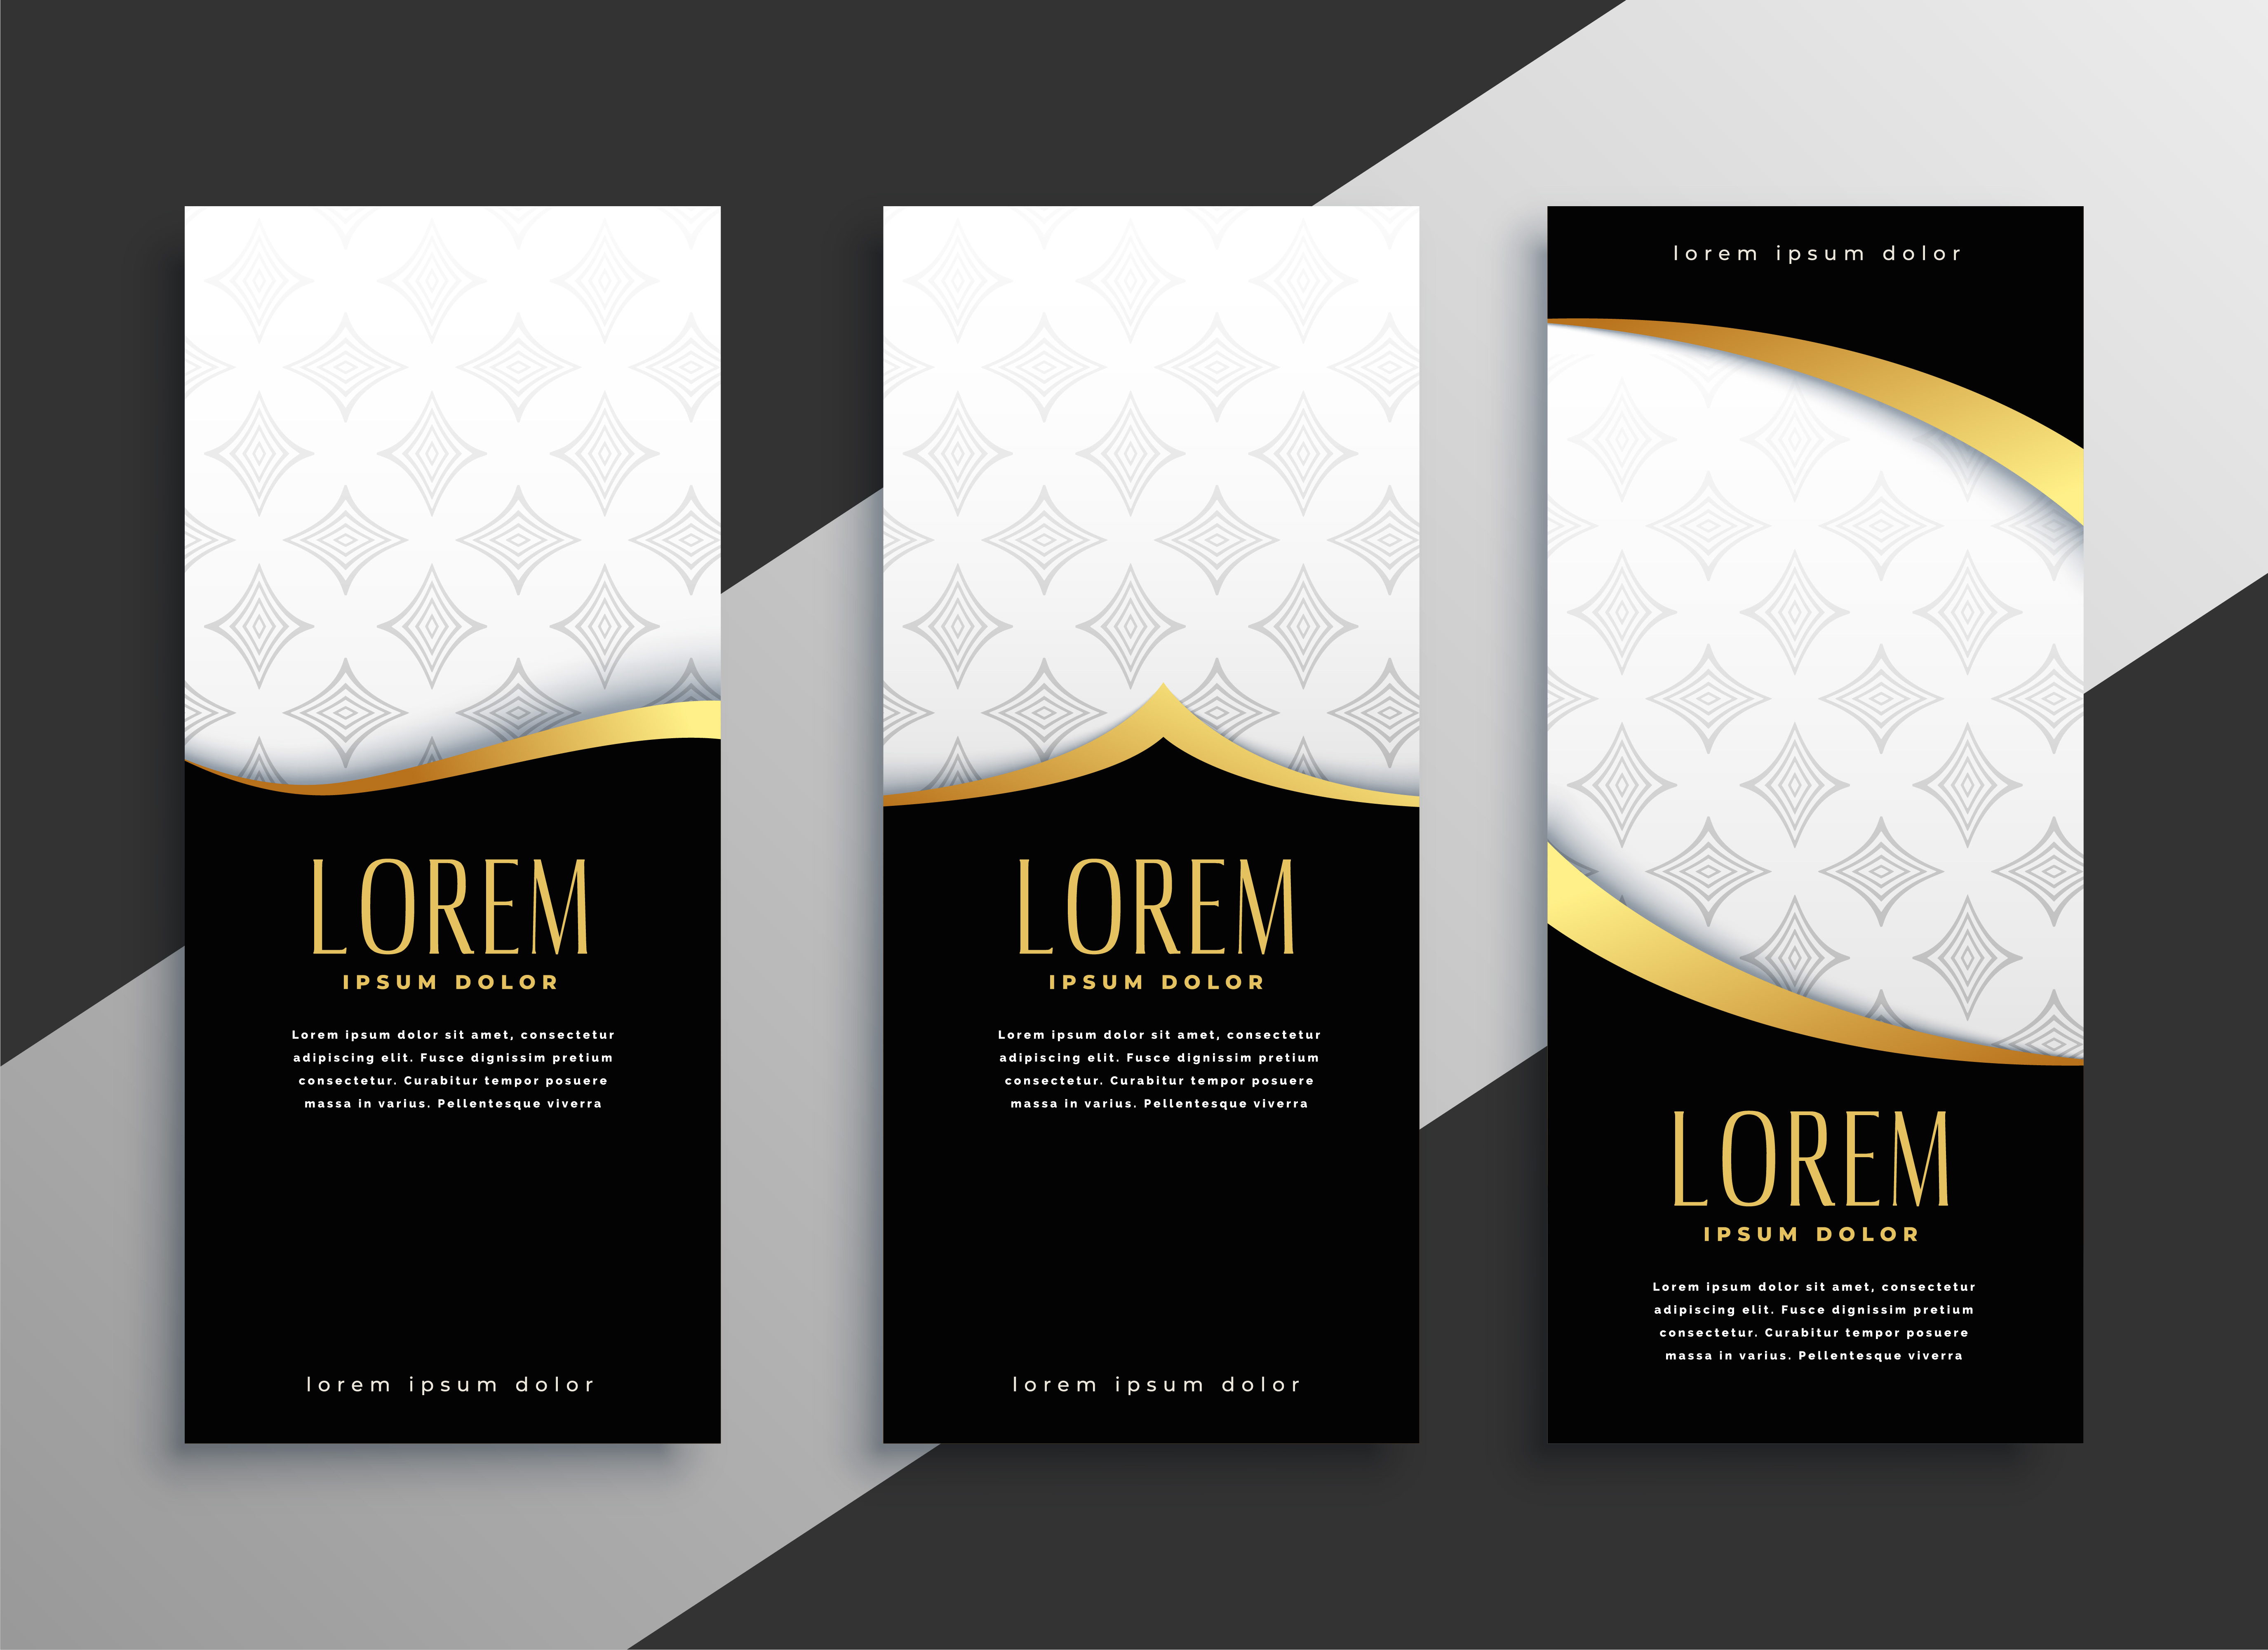 LOREM
IPSUM DOLOR
Lorem ipsum dolor sit amet, consectetur
adipiscing elit. Fusce dignissim pretium
consectetur. Curabitur tempor posuere
massa in varius. Pellentesque viverra
lorem ipsum dolor
LOREM
IPSUM DOLOR
Lorem ipsum dolor sit amet, consectetur
adipiscing elit. Fusce dignissim pretium
consectetur. Curabitur tempor posuere
massa in varius. Pellentesque viverra
lorem ipsum dolor
lorem ipsum dolor
LOREM
IPSUM DOLOR
Lorem ipsum dolor sit amet, consectetur
adipiscing elit. Fusce dignissim pretium
consectetur. Curabitur tempor posuere
massa in varius. Pellentesque viverra